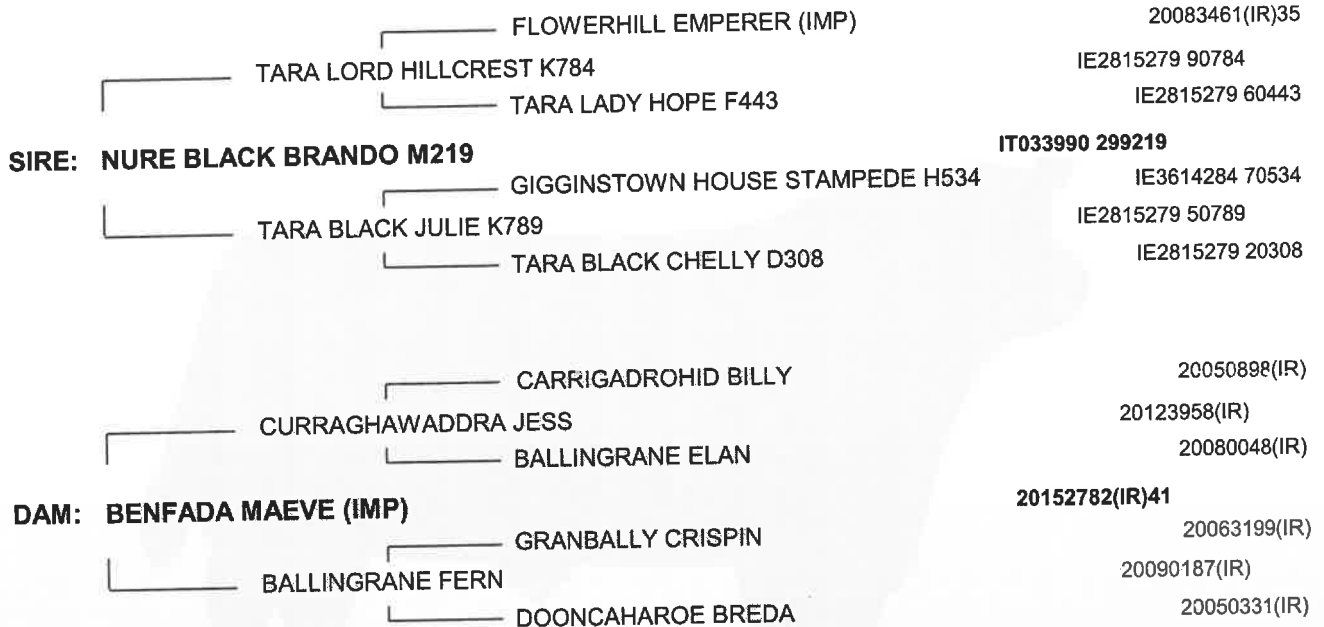 FLOWERHILL EMPERER (IMP) 20083461(IR)35
TARA LORD HILLCREST K784 IE2815279 90784
TARA LADY HOPE F443 IE2815279 60443
SIRE: NURE BLACK BRANDO M219 IT033990 299219
GIGGINSTOWN HOUSE STAMPEDE H534 IE3614284 70534
TARA BLACK JULIE K789 IE2815279 50789
TARA BLACK CHELLY D308 IE2815279 20308
CARRIGADROHID BILLY 20050898(IR)
CURRAGHAWADDRA JESS 20123958(IR)
BALLINGRANE ELAN 20080048(IR)
DAM: BENFADA MAEVE (IMP) 20152782(IR)41
GRANBALLY CRISPIN 20063199(IR)
BALLINGRANE FERN 20090187(IR)
DOONCAHAROE BREDA 20050331(IR)